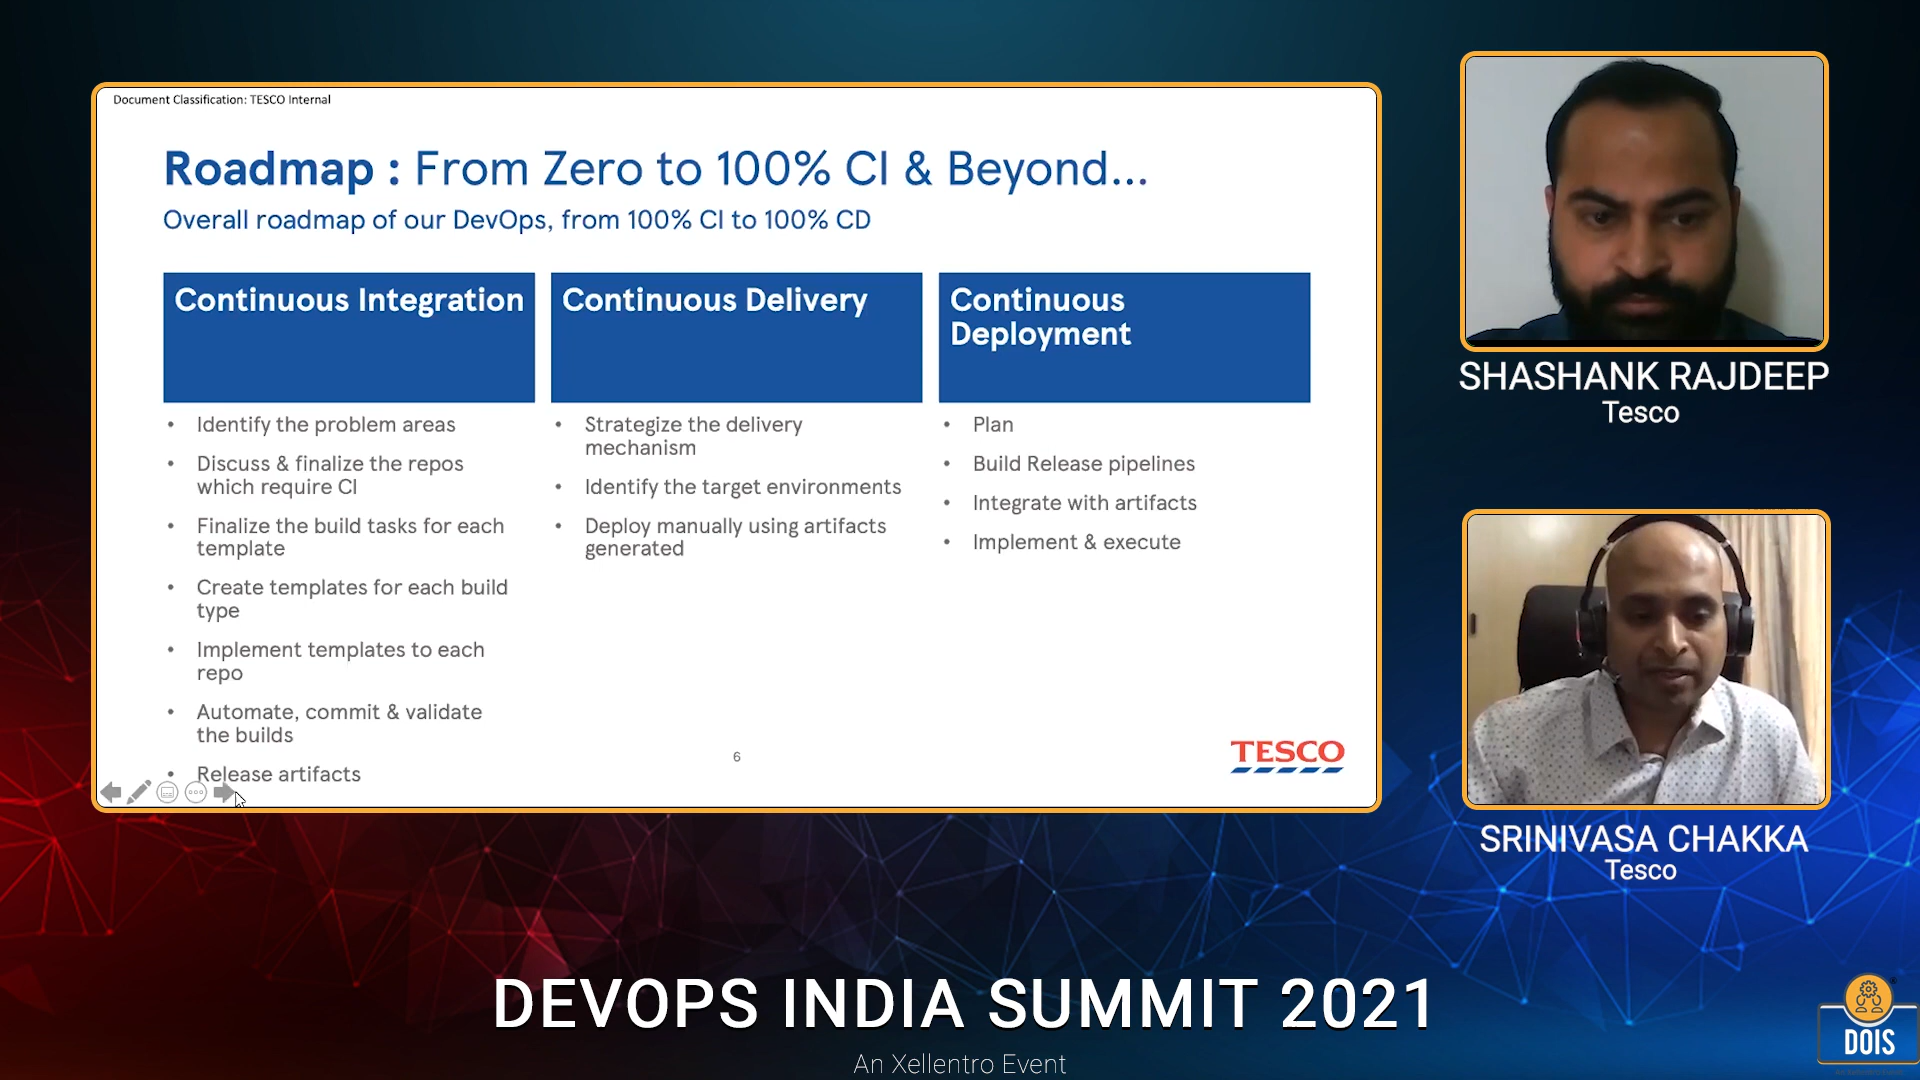 Document Classification: TESCO Internal
Roadmap : From Zero to 100% CI & Beyond...
Overall roadmap of our DevOps, from 100% CI to 100% CD
Continuous Integration
• Identify the problem areas
• Discuss & finalize the repos
which require CI
• Finalize the build tasks for each
template
• Create templates for each build
type
• Implement templates to each
repo
• Automate, commit & validate
the builds
• Release artifacts
Continuous Delivery
• Strategize the delivery
mechanism
• Identify the target environments
• Deploy manually using artifacts
generated
Continuous
Deployment
• Plan
• Build Release pipelines
• Integrate with artifacts
• Implement & execute
6
TESCO
SHASHANK RAJDEEP
Tesco
SRINIVASA CHAKKA
Tesco
DEVOPS INDIA SUMMIT 2021
An Xellentro Event
DOIS